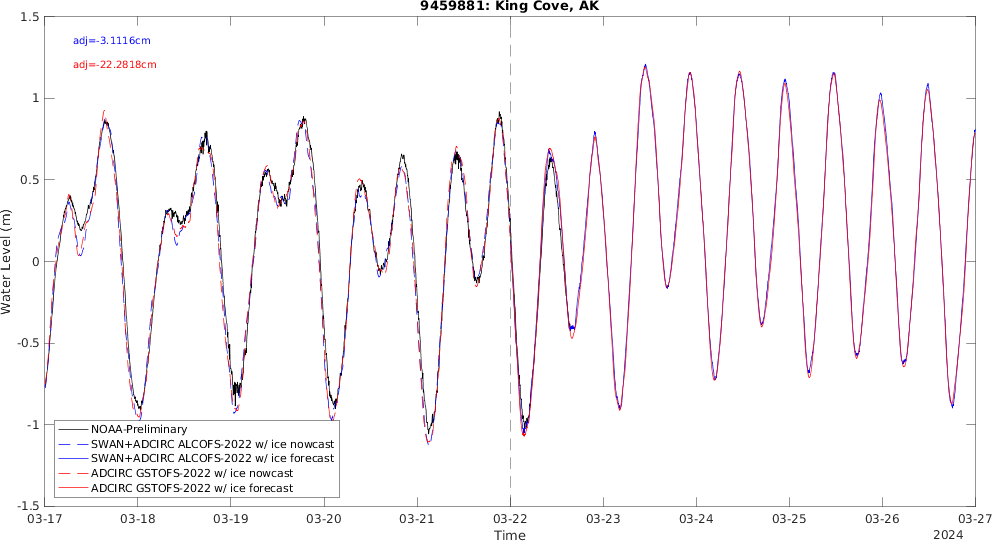 9459881: King Cove, AK
adj=-3.1116cm
adj=-22.2818cm
Water Level (m)
1.5
1
0.5
0
-0.5
-1
-1.5
NOAA-Preliminary
SWAN+ADCIRC ALCOFS-2022 w/ ice nowcast
SWAN+ADCIRC ALCOFS-2022 w/ ice forecast
ADCIRC GSTOFS-2022 w/ ice nowcast
ADCIRC GSTOFS-2022 w/ ice forecast
03-17 03-18 03-19 03-20 03-21 03-22 03-23 03-24 03-25 03-26 03-27
Time
2024